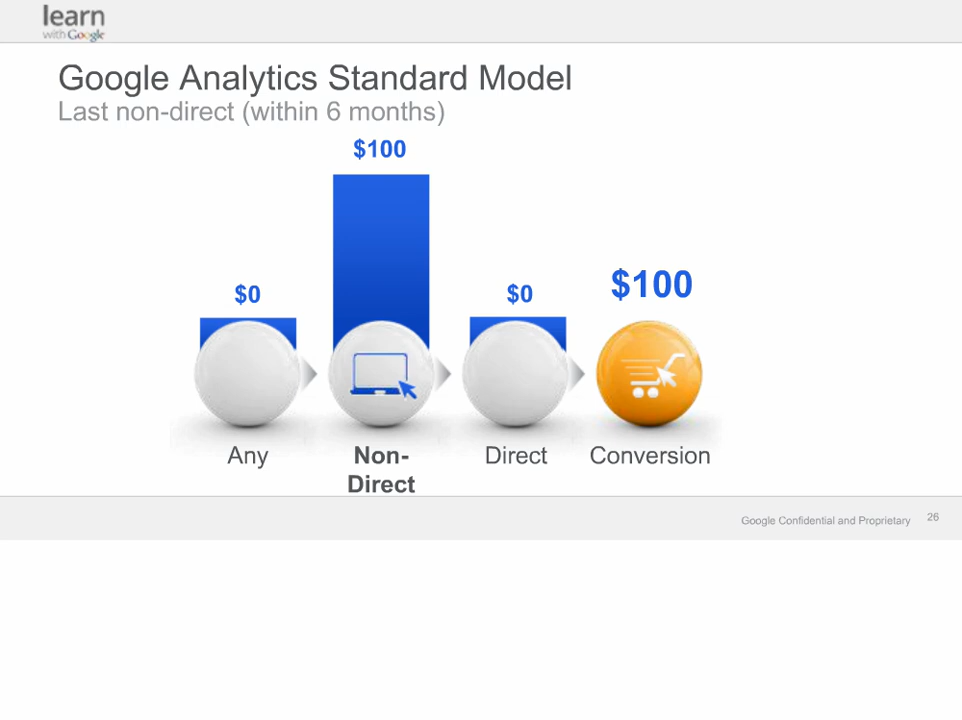 learn
with Google
Google Analytics Standard Model
Last non-direct (within 6 months)
$100
$0
$0
$100
Any
Non-
Direct
Direct
Conversion
Google Confidential and Proprietary
26